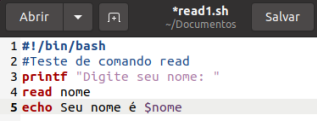 Abrir
*read1.sh
~/Documentos
Salvar
1 #!/bin/bash
2 #Teste de comando read
3 printf "Digite seu nome: "
4 read nome
5 echo Seu nome é $nome